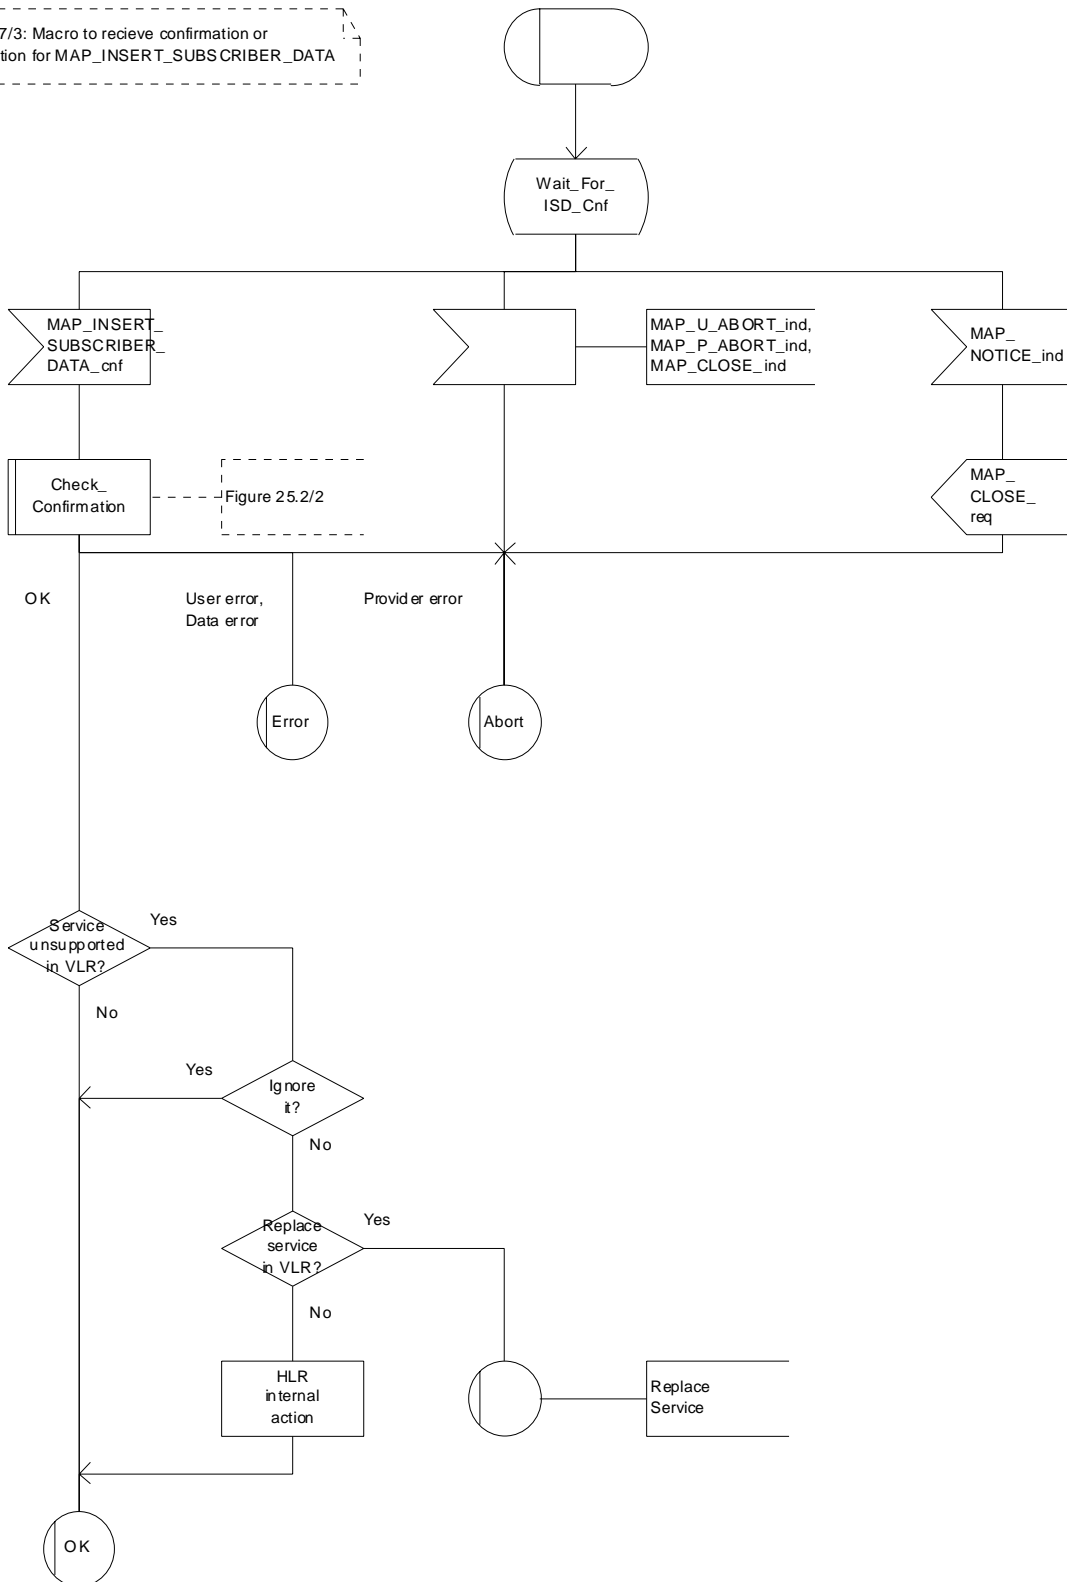 7/3: Macro to recieve confirmation or
tion for MAP_INSERT_SUBSCRIBER_DATA
Wait_For_
ISD_Cnf
MAP_INSERT_
SUBSCRIBER_
DATA_cnf
MAP_U_ABORT_ind,
MAP_P_ABORT_ind,
MAP_CLOSE_ind
MAP_
NOTICE_ind
Check_
Confirmation
Figure 25.2/2
MAP_
CLOSE_
req
OK
User error,
Data error
Provider error
Error
Abort
Service
unsupported
in VLR?
Yes
No
Yes
Ignore
it?
No
Replace
service
in VLR?
Yes
No
HLR
internal
action
Replace
Service
OK